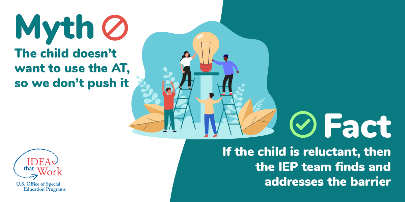 Myth
The child doesn't
want to use the AT,
so we don't push it
Fact
If the child is reluctant, then
the IEP team finds and
addresses the barrier
IDEAs
that Work
U.S. Office of Special
Education Programs